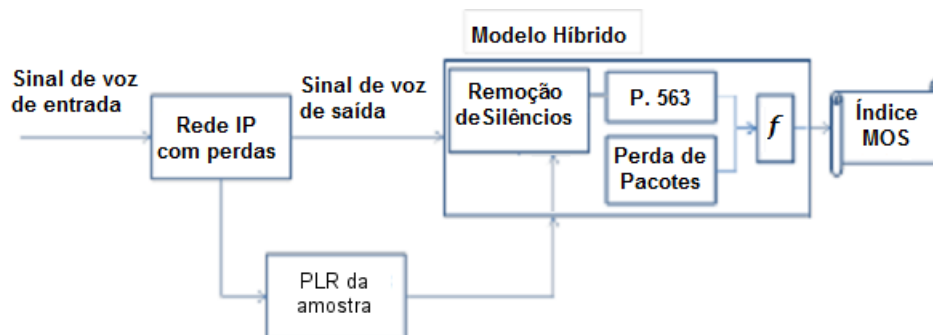 Modelo Híbrido
Sinal de voz
de entrada
Rede IP
com perdas
Sinal de voz
de saída
Remoção
de Silêncios
P. 563
Perda de
Pacotes
f
Índice
MOS
PLR da
amostra